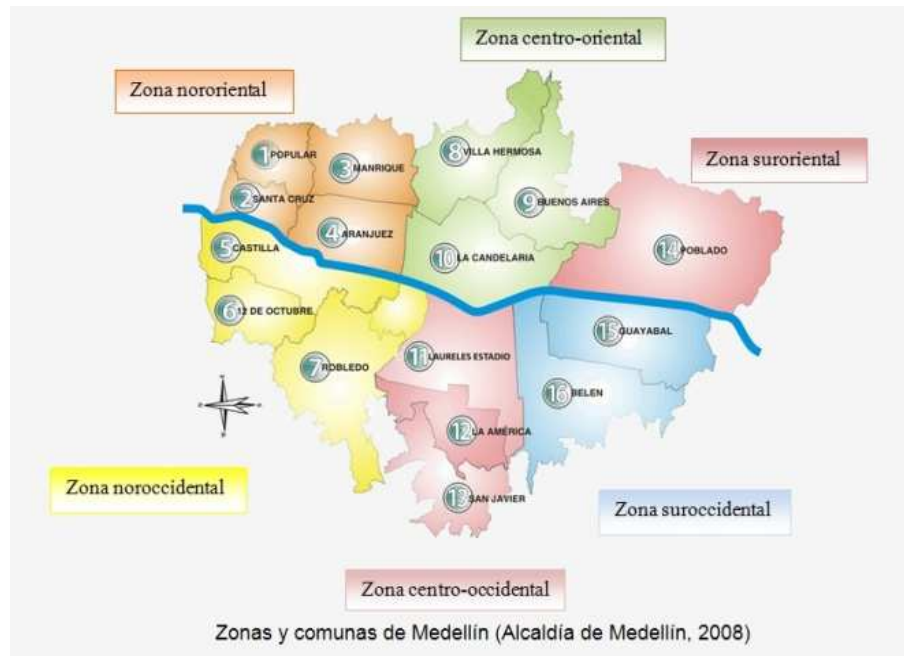 Zona centro-oriental
Zona nororiental
Zona suroriental
1 POPULAR
3 MANRIQUE
8 VILLA HERMOSA
2 SANTA CRUZ
9 BUENOS AIRES
4 ARANJUEZ
5 CASTILLA
10 LA CANDELARIA
14 POBLADO
6 12 DE OCTUBRE
15 GUAYABAL
7 ROBLEDO
11 LAURELES ESTADIO
16 BELEN
12 LA AMÉRICA
13 SAN JAVIER
Zona noroccidental
Zona suroccidental
Zona centro-occidental
Zonas y comunas de Medellín (Alcaldía de Medellín, 2008)